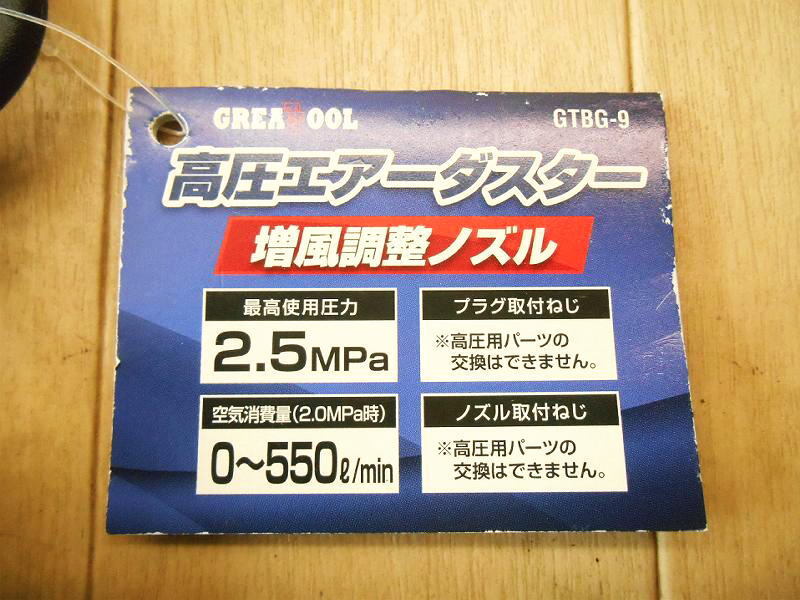 GREATOOL
GTBG-9
高圧エアーダスター
増風調整ノズル
最高使用圧力
2.5MPa
プラグ取付ねじ
※高圧用パーツの
交換はできません。
空気消費量(2.0MPa時)
0〜550ℓ/min
ノズル取付ねじ
※高圧用パーツの
交換はできません。